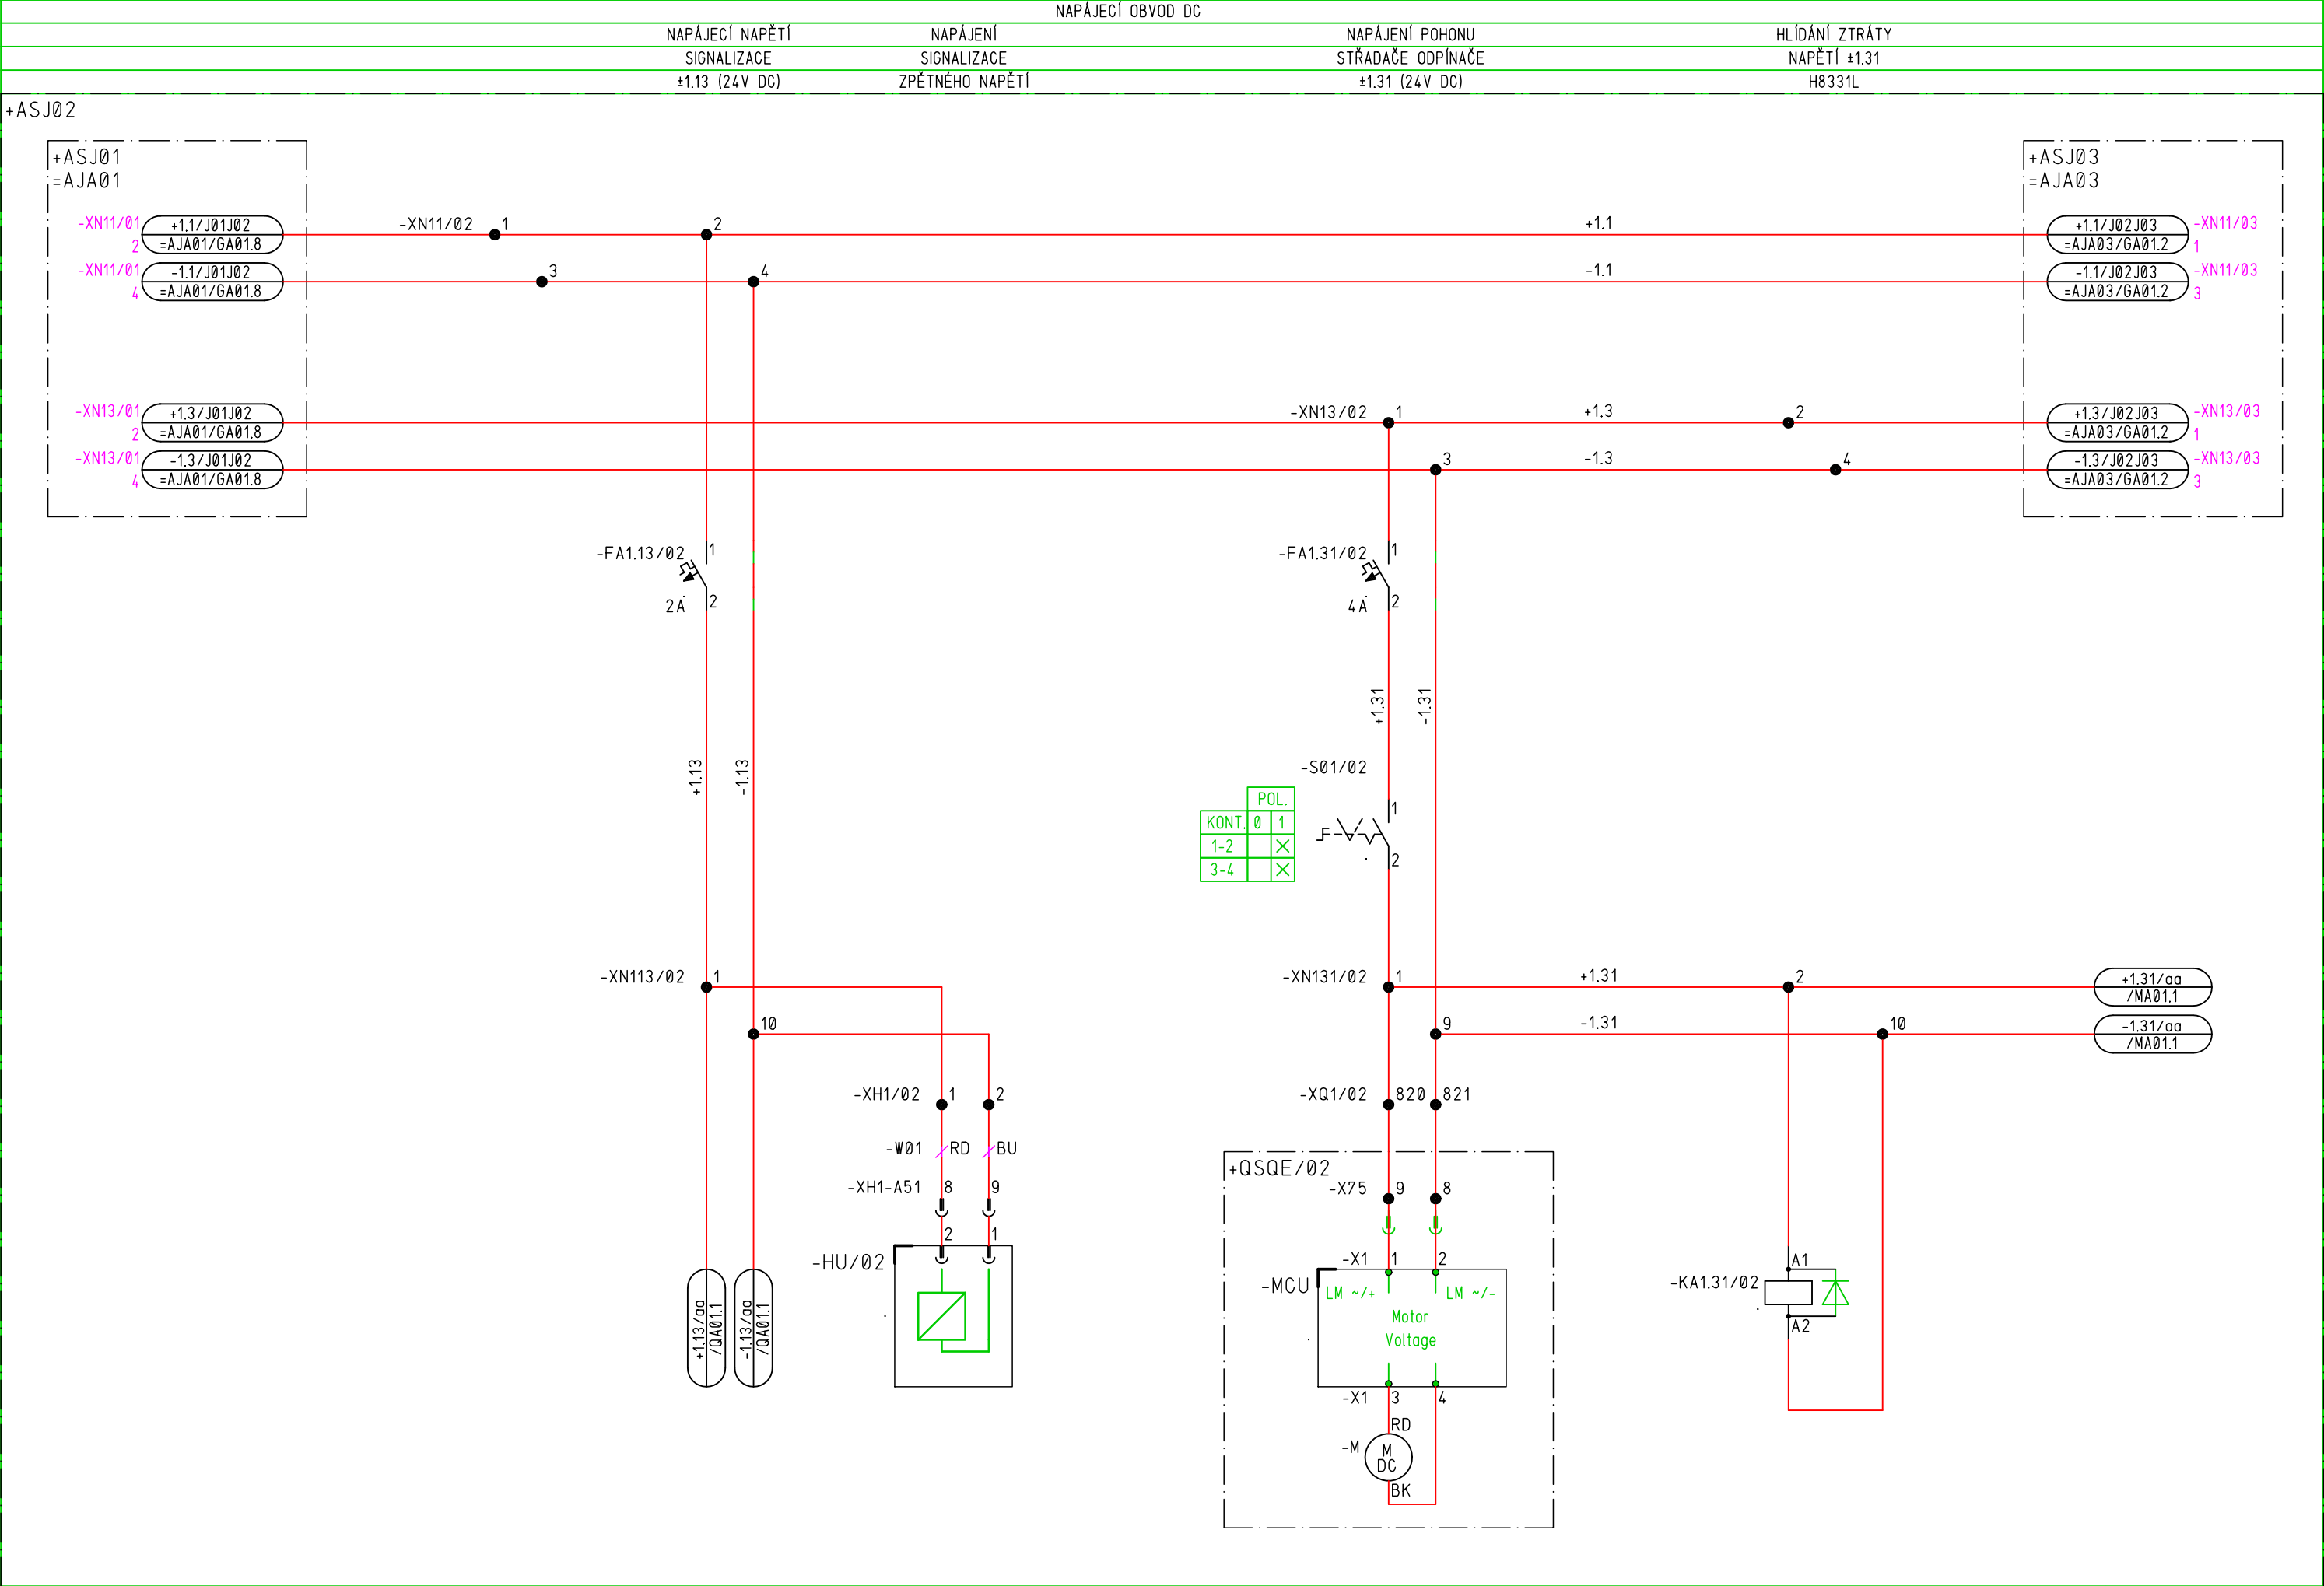 NAPÁJECÍ OBVOD DC
NAPÁJECÍ NAPĚTÍ
SIGNALIZACE
±1.13 (24V DC)
NAPÁJENÍ
SIGNALIZACE
ZPĚTNÉHO NAPĚTÍ
NAPÁJENÍ POHONU
STŘADAČE ODPÍNAČE
±1.31 (24V DC)
HLÍDÁNÍ ZTRÁTY
NAPĚTÍ ±1.31
H8331L
+ASJ02
+ASJ01
=AJA01
+ASJ03
=AJA03
-XN11/01
2
+1.1/J01J02
=AJA01/GA01.8
-XN11/02
1
2
+1.1
+1.1/J02J03
=AJA03/GA01.2
-XN11/03
1
-XN11/01
4
-1.1/J01J02
=AJA01/GA01.8
3
4
-1.1
-1.1/J02J03
=AJA03/GA01.2
-XN11/03
3
-XN13/01
2
+1.3/J01J02
=AJA01/GA01.8
-XN13/02
1
+1.3
2
+1.3/J02J03
=AJA03/GA01.2
-XN13/03
1
-XN13/01
4
-1.3/J01J02
=AJA01/GA01.8
3
-1.3
4
-1.3/J02J03
=AJA03/GA01.2
-XN13/03
3
-FA1.13/02
1
2A
2
-FA1.31/02
1
4A
2
+1.31
-1.31
+1.13
-1.13
-S01/02
1
2
POL.
KONT. 0 1
1-2 X
3-4 X
-XN113/02
1
10
-XN131/02
1
+1.31
2
+1.31/aa
/MA01.1
9
-1.31
10
-1.31/aa
/MA01.1
-XH1/02
1
2
-XQ1/02
820
821
-W01
RD
BU
-XH1-A51
8
9
2
1
-HU/02
+QSQE/02
-X75
9
8
-X1
1
2
-MCU
LM ~/+
LM ~/-
Motor
Voltage
-X1
3
4
RD
-M
M
DC
BK
-KA1.31/02
A1
A2
+1.13/aa
/QA01.1
-1.13/aa
/QA01.1